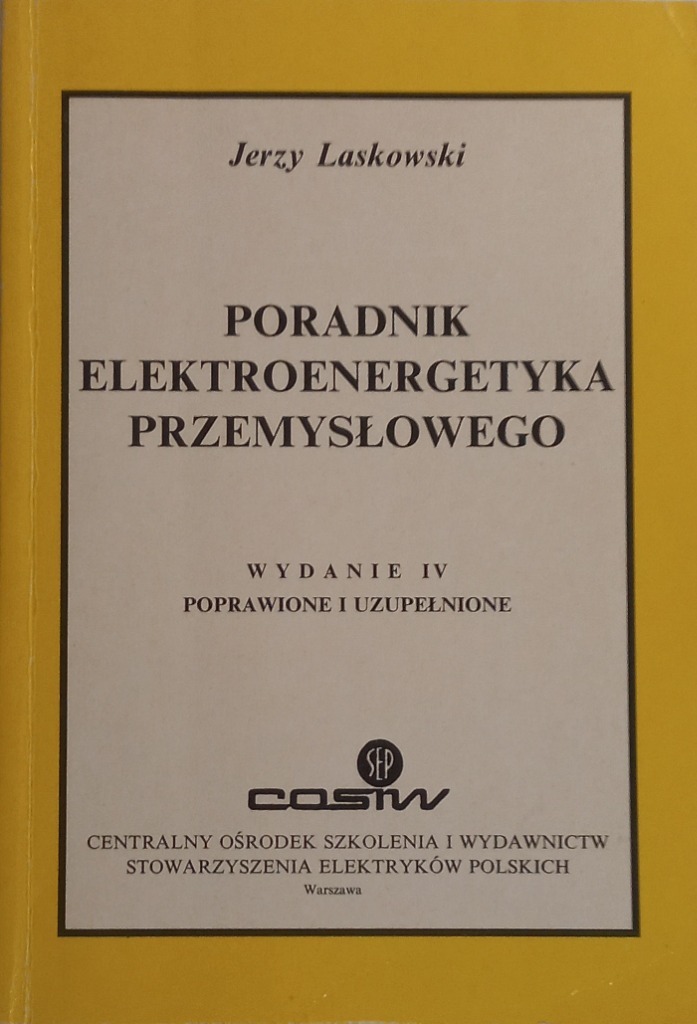 Jerzy Laskowski
PORADNIK
ELEKTROENERGETYKA
PRZEMYSŁOWEGO
WYDANIE IV
POPRAWIONE I UZUPEŁNIONE
SEP
COSiW
CENTRALNY OŚRODEK SZKOLENIA I WYDAWNICTW
STOWARZYSZENIA ELEKTRYKÓW POLSKICH
Warszawa